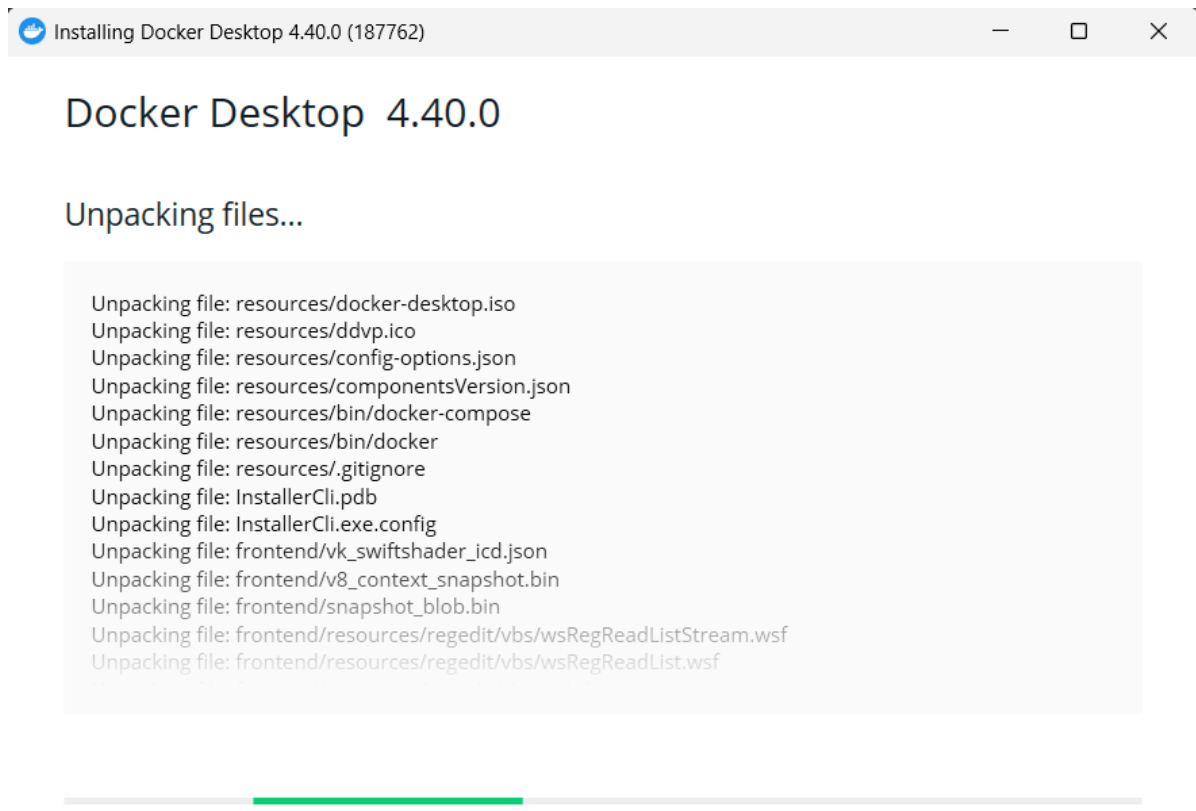 Installing Docker Desktop 4.40.0 (187762)
Docker Desktop 4.40.0
Unpacking files...
Unpacking file: resources/docker-desktop.iso
Unpacking file: resources/ddvp.ico
Unpacking file: resources/config-options.json
Unpacking file: resources/componentsVersion.json
Unpacking file: resources/bin/docker-compose
Unpacking file: resources/bin/docker
Unpacking file: resources/.gitignore
Unpacking file: InstallerCli.pdb
Unpacking file: InstallerCli.exe.config
Unpacking file: frontend/vk_swiftshader_icd.json
Unpacking file: frontend/v8_context_snapshot.bin
Unpacking file: frontend/snapshot_blob.bin
Unpacking file: frontend/resources/regedit/vbs/wsRegReadListStream.wsf
Unpacking file: frontend/resources/regedit/vbs/wsRegReadList.wsf